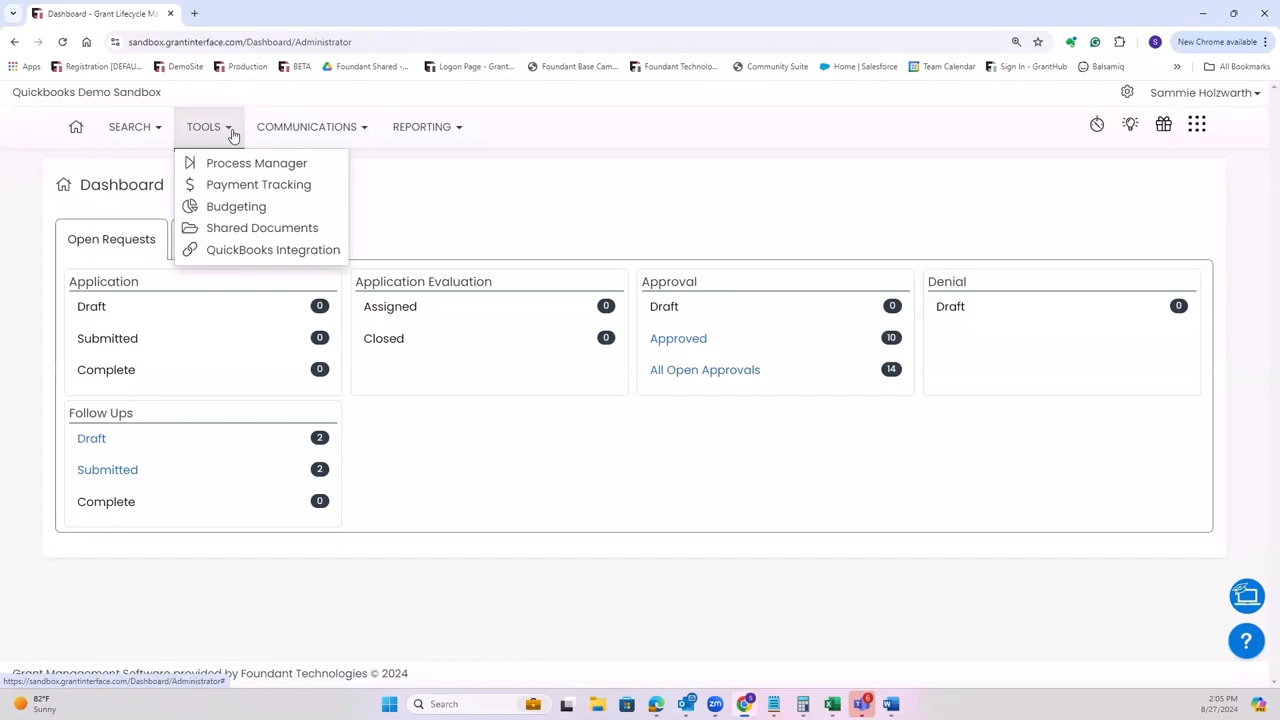 Dashboard - Grant Lifecycle Ma
sandbox.grantinterface.com/Dashboard/Administrator
New Chrome available
Apps
Registration [DEFAU...
DemoSite
Production
BETA
Foundant Shared -...
Logon Page - Grant...
Foundant Base Cam...
Foundant Technolo...
Community Suite
Home | Salesforce
Team Calendar
Sign In - GrantHub
Balsamiq
»
All Bookmarks
Quickbooks Demo Sandbox
Sammie Holzwarth
SEARCH
TOOLS
COMMUNICATIONS
REPORTING
Process Manager
Payment Tracking
Budgeting
Shared Documents
QuickBooks Integration
Dashboard
Open Requests
Application
Draft 0
Submitted 0
Complete 0
Application Evaluation
Assigned 0
Closed 0
Approval
Draft 0
Approved 10
All Open Approvals 14
Denial
Draft 0
Follow Ups
Draft 2
Submitted 2
Complete 0
?
Grant Management Software provided by Foundant Technologies © 2024
https://sandbox.grantinterface.com/Dashboard/Administrator#
82°F
Sunny
Search
2:05 PM
8/27/2024